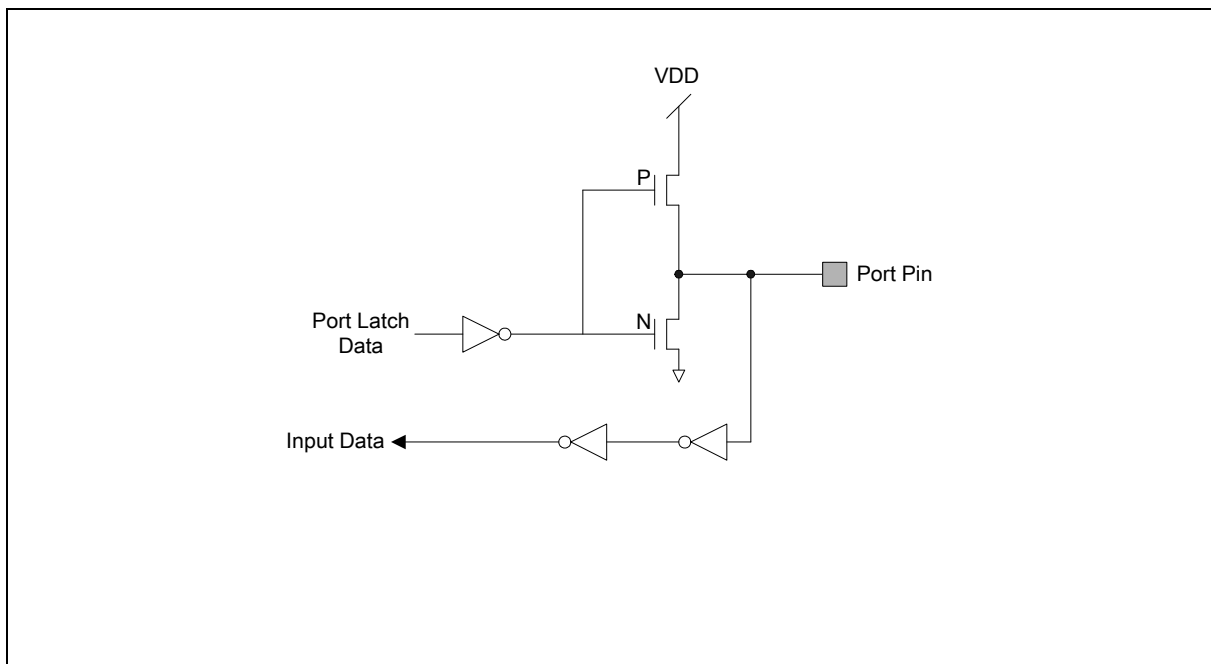 VDD
P
Port Pin
N
Port Latch
Data
Input Data